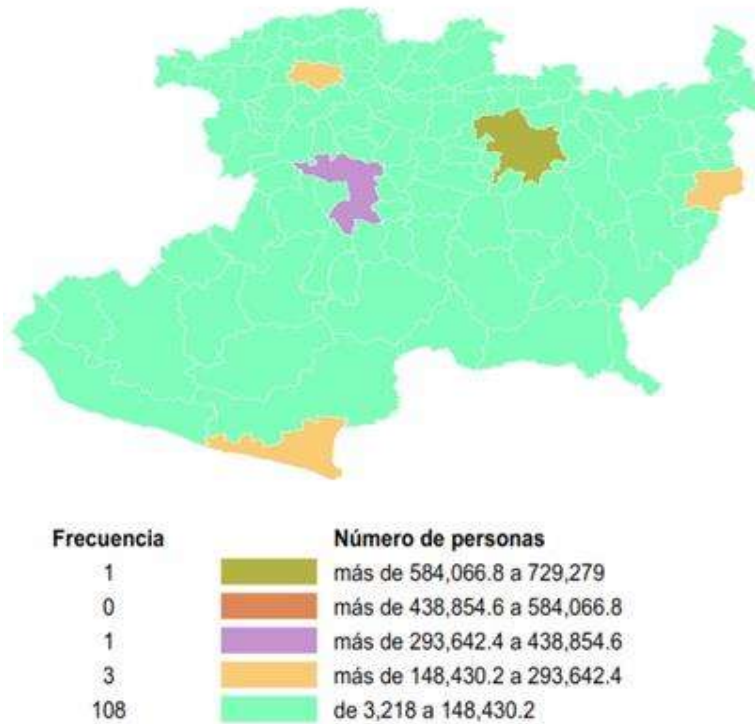 Frecuencia Número de personas
1 más de 584,066.8 a 729,279
0 más de 438,854.6 a 584,066.8
1 más de 293,642.4 a 438,854.6
3 más de 148,430.2 a 293,642.4
108 de 3,218 a 148,430.2